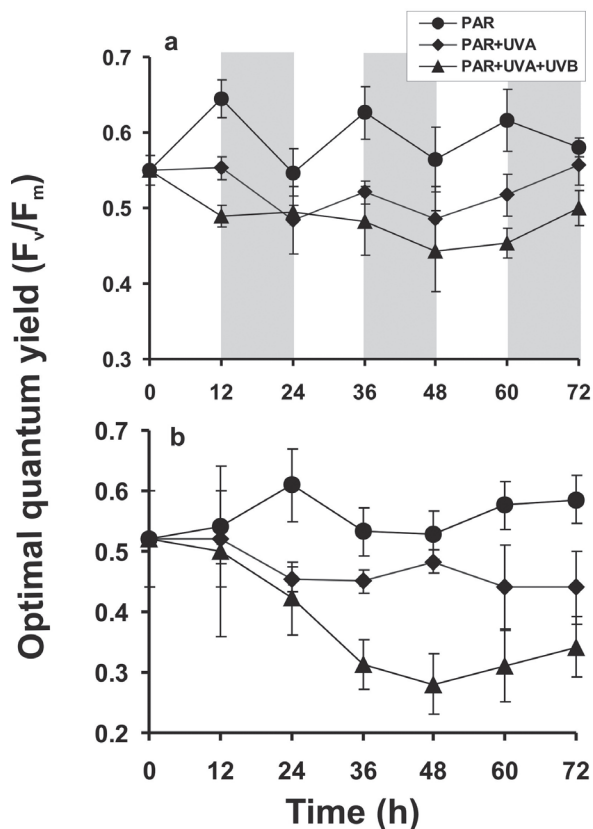 PAR
PAR+UVA
PAR+UVA+UVB
a
0.7
0.6
0.5
0.4
0.3
0 12 24 36 48 60 72
b
0.7
0.6
0.5
0.4
0.3
0.2
0 12 24 36 48 60 72
Time (h)
Optimal quantum yield (Fv/Fm)